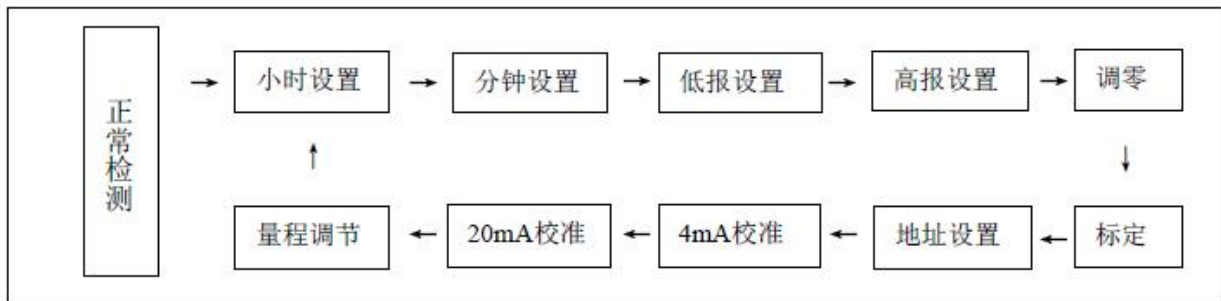 正常检测
小时设置
分钟设置
低报设置
高报设置
调零
标定
地址设置
4mA校准
20mA校准
量程调节